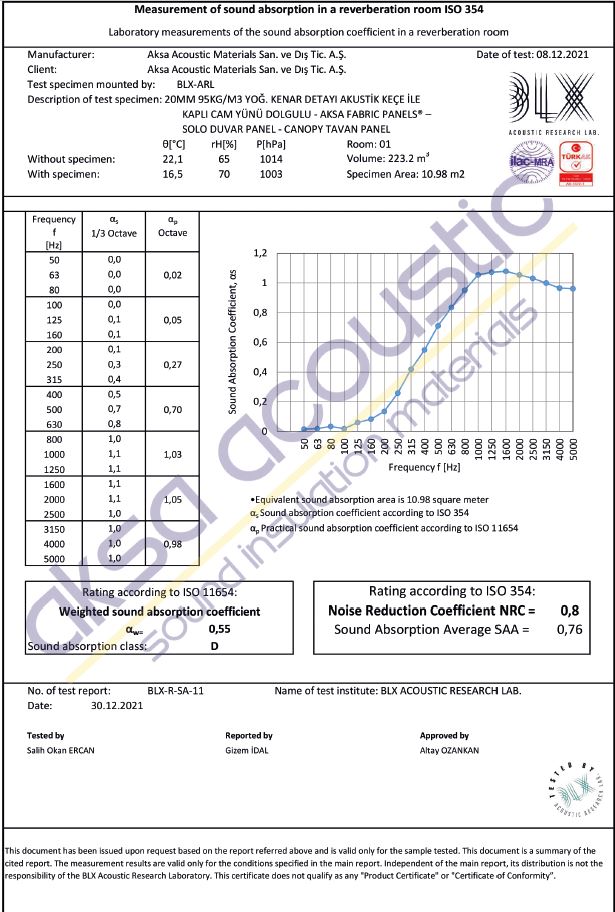 Measurement of sound absorption in a reverberation room ISO 354
Laboratory measurements of the sound absorption coefficient in a reverberation room
Manufacturer: Aksa Acoustic Materials San. ve Dış Tic. A.Ş. Date of test: 08.12.2021
Client: Aksa Acoustic Materials San. ve Dış Tic. A.Ş.
Test specimen mounted by: BLX-ARL
Description of test specimen: 20MM 95KG/M3 YOĞ. KENAR DETAYI AKUSTİK KEÇE İLE
KAPLI CAM YÜNÜ DOLGULU - AKSA FABRIC PANELS® –
SOLO DUVAR PANEL - CANOPY TAVAN PANEL
BLX
ACOUSTIC RESEARCH LAB.
ilac-MRA
TÜRKAK
θ[°C] rH[%] P[hPa] Room: 01
Without specimen: 22,1 65 1014 Volume: 223.2 m³
With specimen: 16,5 70 1003 Specimen Area: 10.98 m2
Frequency αs αp
f 1/3 Octave Octave
[Hz]
50 0,0
63 0,0 0,02
80 0,0
100 0,0
125 0,1 0,05
160 0,1
200 0,1
250 0,3 0,27
315 0,4
400 0,5
500 0,7 0,70
630 0,8
800 1,0
1000 1,1 1,03
1250 1,1
1600 1,1
2000 1,1 1,05
2500 1,0
3150 1,0
4000 1,0 0,98
5000 1,0
Sound Absorption Coefficient, αs
1,2
1
0,8
0,6
0,4
0,2
0
50 63 80 100 125 160 200 250 315 400 500 630 800 1000 1250 1600 2000 2500 3150 4000 5000
Frequency f [Hz]
•Equivalent sound absorption area is 10.98 square meter
αs Sound absorption coefficient according to ISO 354
αp Practical sound absorption coefficient according to ISO 11654
aksa acoustic
sound insulation materials
Rating according to ISO 11654:
Weighted sound absorption coefficient
αw= 0,55
Sound absorption class: D
Rating according to ISO 354:
Noise Reduction Coefficient NRC = 0,8
Sound Absorption Average SAA = 0,76
No. of test report: BLX-R-SA-11 Name of test institute: BLX ACOUSTIC RESEARCH LAB.
Date: 30.12.2021
Tested by Reported by Approved by
Salih Okan ERCAN Gizem İDAL Altay OZANKAN
TESTED BY
ACOUSTIC RESEARCH LAB.
This document has been issued upon request based on the report referred above and is valid only for the sample tested. This document is a summary of the
cited report. The measurement results are valid only for the conditions specified in the main report. Independent of the main report, its distribution is not the
responsibility of the BLX Acoustic Research Laboratory. This certificate does not qualify as any "Product Certificate" or "Certificate of Conformity".